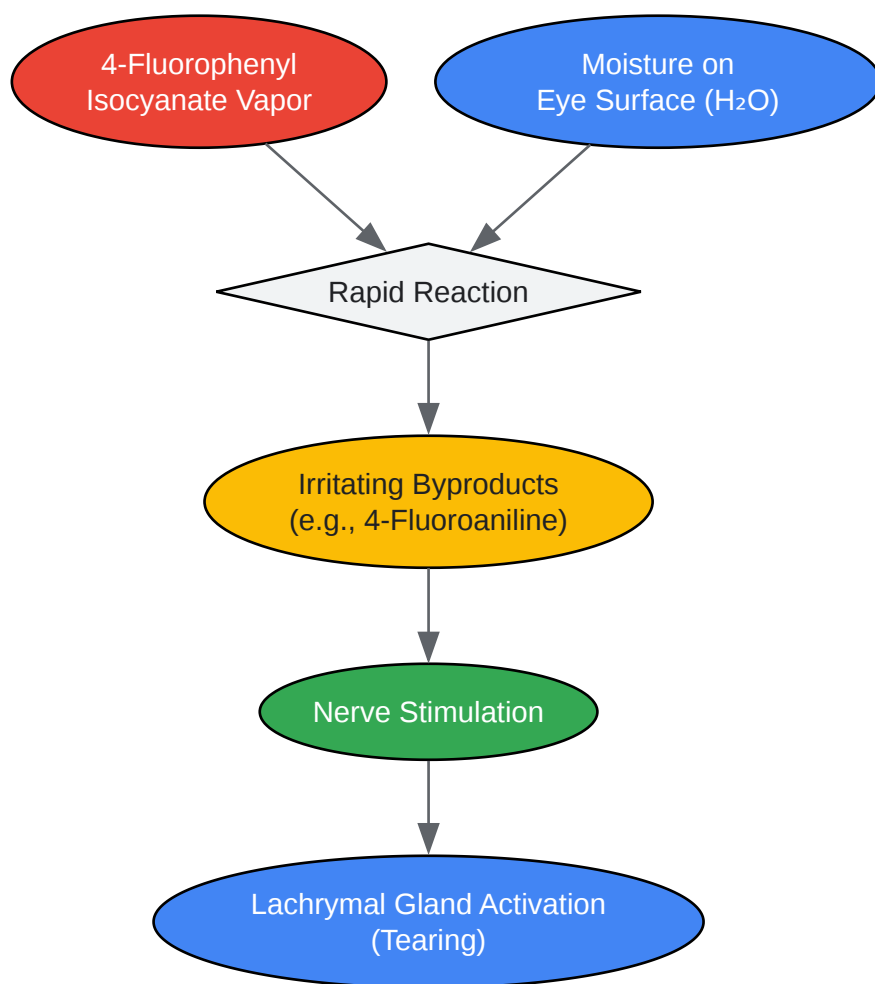 4-Fluorophenyl
Isocyanate Vapor
Moisture on
Eye Surface (H₂O)
Rapid Reaction
Irritating Byproducts
(e.g., 4-Fluoroaniline)
Nerve Stimulation
Lachrymal Gland Activation
(Tearing)